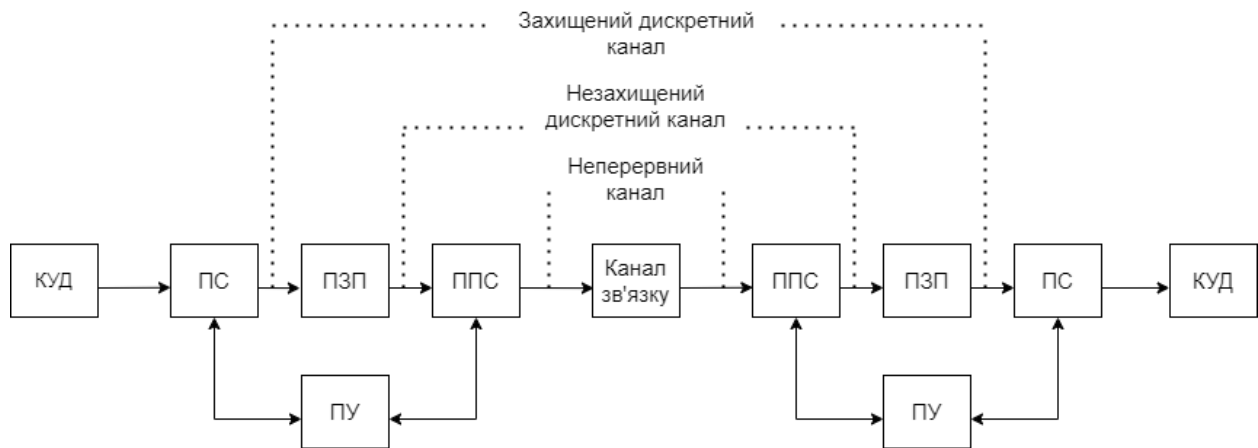 Захищений дискретний
канал
Незахищений
дискретний канал
Неперервний
канал
КУД
ПС
ПЗП
ППС
Канал
зв'язку
ППС
ПЗП
ПС
КУД
ПУ
ПУ